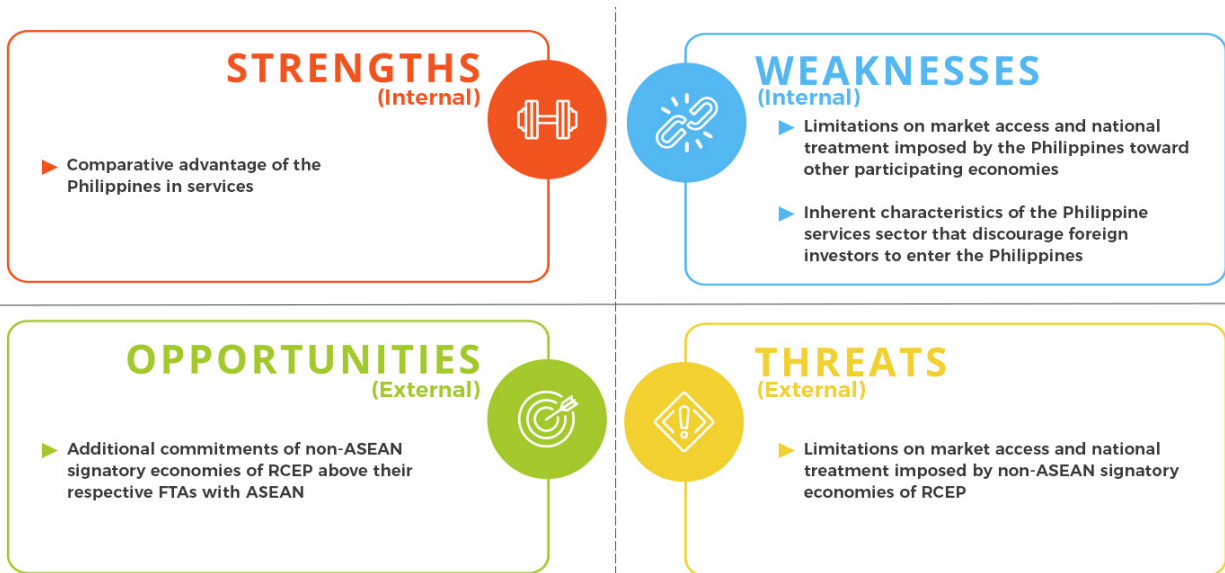 STRENGTHS
(Internal)
Comparative advantage of the
Philippines in services
WEAKNESSES
(Internal)
Limitations on market access and national
treatment imposed by the Philippines toward
other participating economies
Inherent characteristics of the Philippine
services sector that discourage foreign
investors to enter the Philippines
OPPORTUNITIES
(External)
Additional commitments of non-ASEAN
signatory economies of RCEP above their
respective FTAs with ASEAN
THREATS
(External)
Limitations on market access and national
treatment imposed by non-ASEAN signatory
economies of RCEP